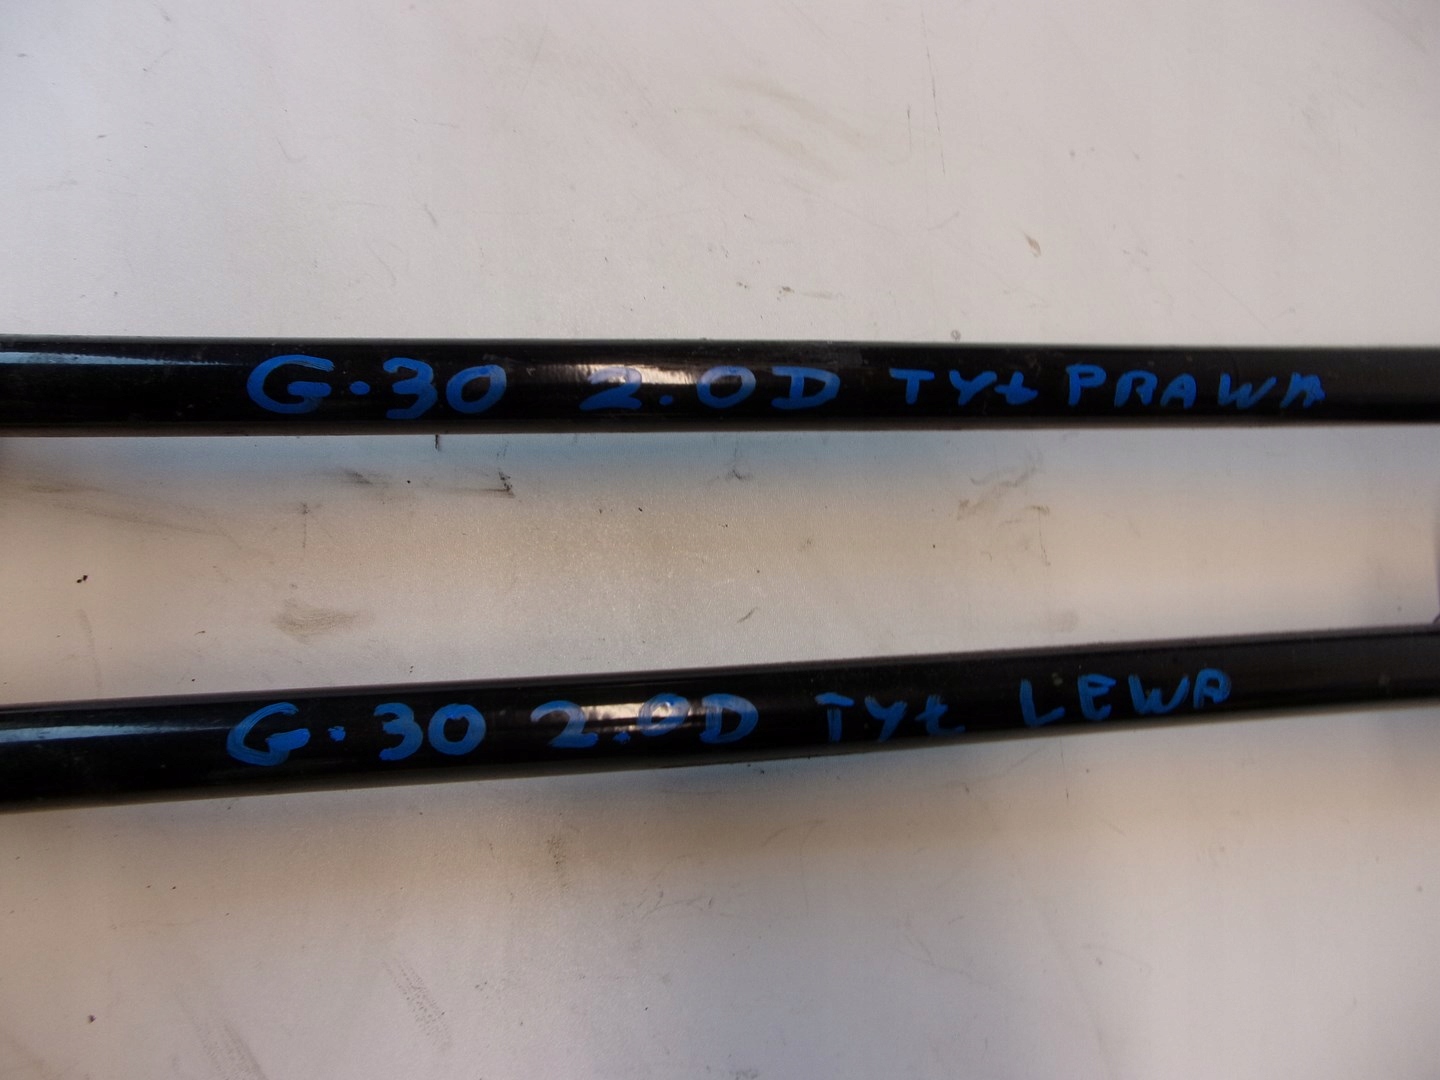 G.30 2.0D TYŁ PRAWA
G.30 2.0D TYŁ LEWA